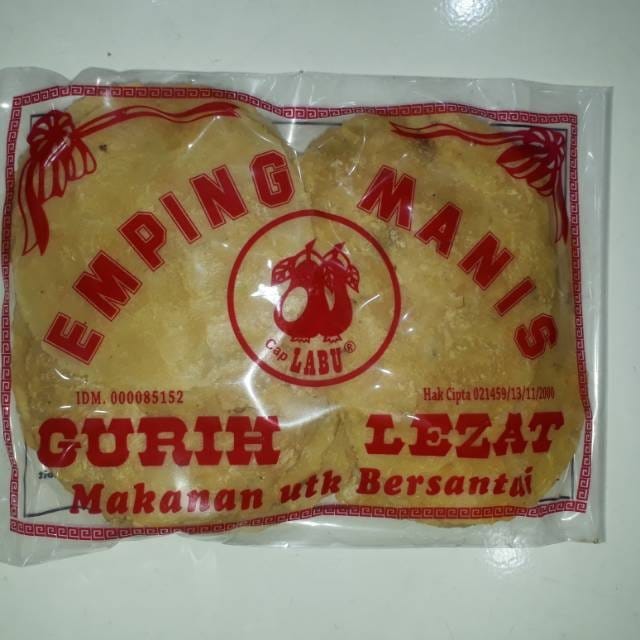 EMPING MANIS
Cap LABU®
IDM. 000085152
Hak Cipta 021459/13/11/2000
GURIH LEZAT
Makanan utk Bersantai